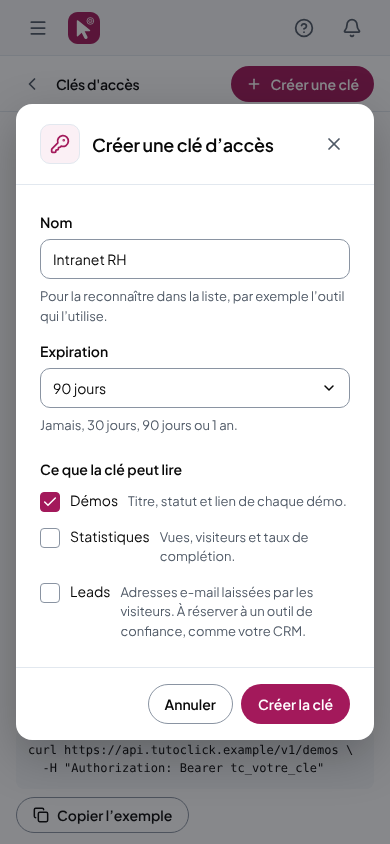 Clés d'accès
Créer une clé
Créer une clé d'accès
Nom
Intranet RH
Pour la reconnaître dans la liste, par exemple l'outil
qui l'utilise.
Expiration
90 jours
Jamais, 30 jours, 90 jours ou 1 an.
Ce que la clé peut lire
Démos Titre, statut et lien de chaque démo.
Statistiques Vues, visiteurs et taux de
complétion.
Leads Adresses e-mail laissées par les
visiteurs. À réserver à un outil de
confiance, comme votre CRM.
Annuler Créer la clé
curl https://api.tutoclick.example/v1/demos \
-H "Authorization: Bearer tc_votre_cle"
Copier l'exemple